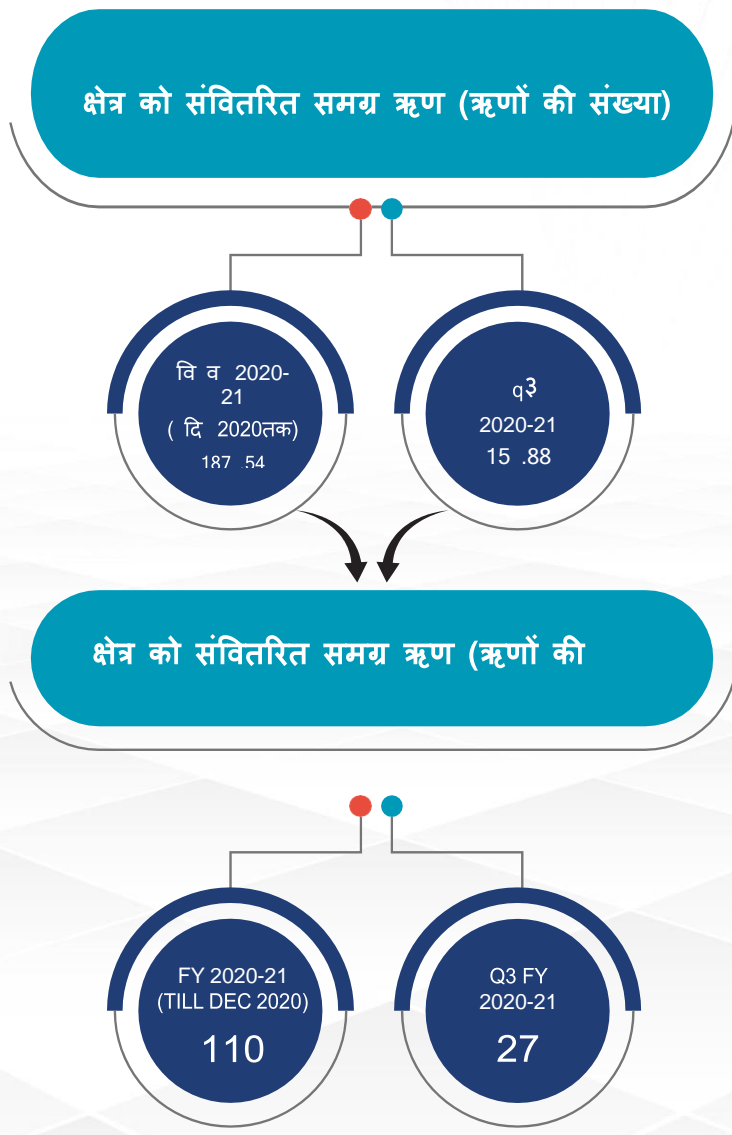 क्षेत्र को संवितरित समग्र ऋण (ऋणों की संख्या)
वि व 2020-
21
( दि 2020तक)
187 .54
q३
2020-21
15 .88
क्षेत्र को संवितरित समग्र ऋण (ऋणों की
FY 2020-21
(TILL DEC 2020)
110
Q3 FY
2020-21
27